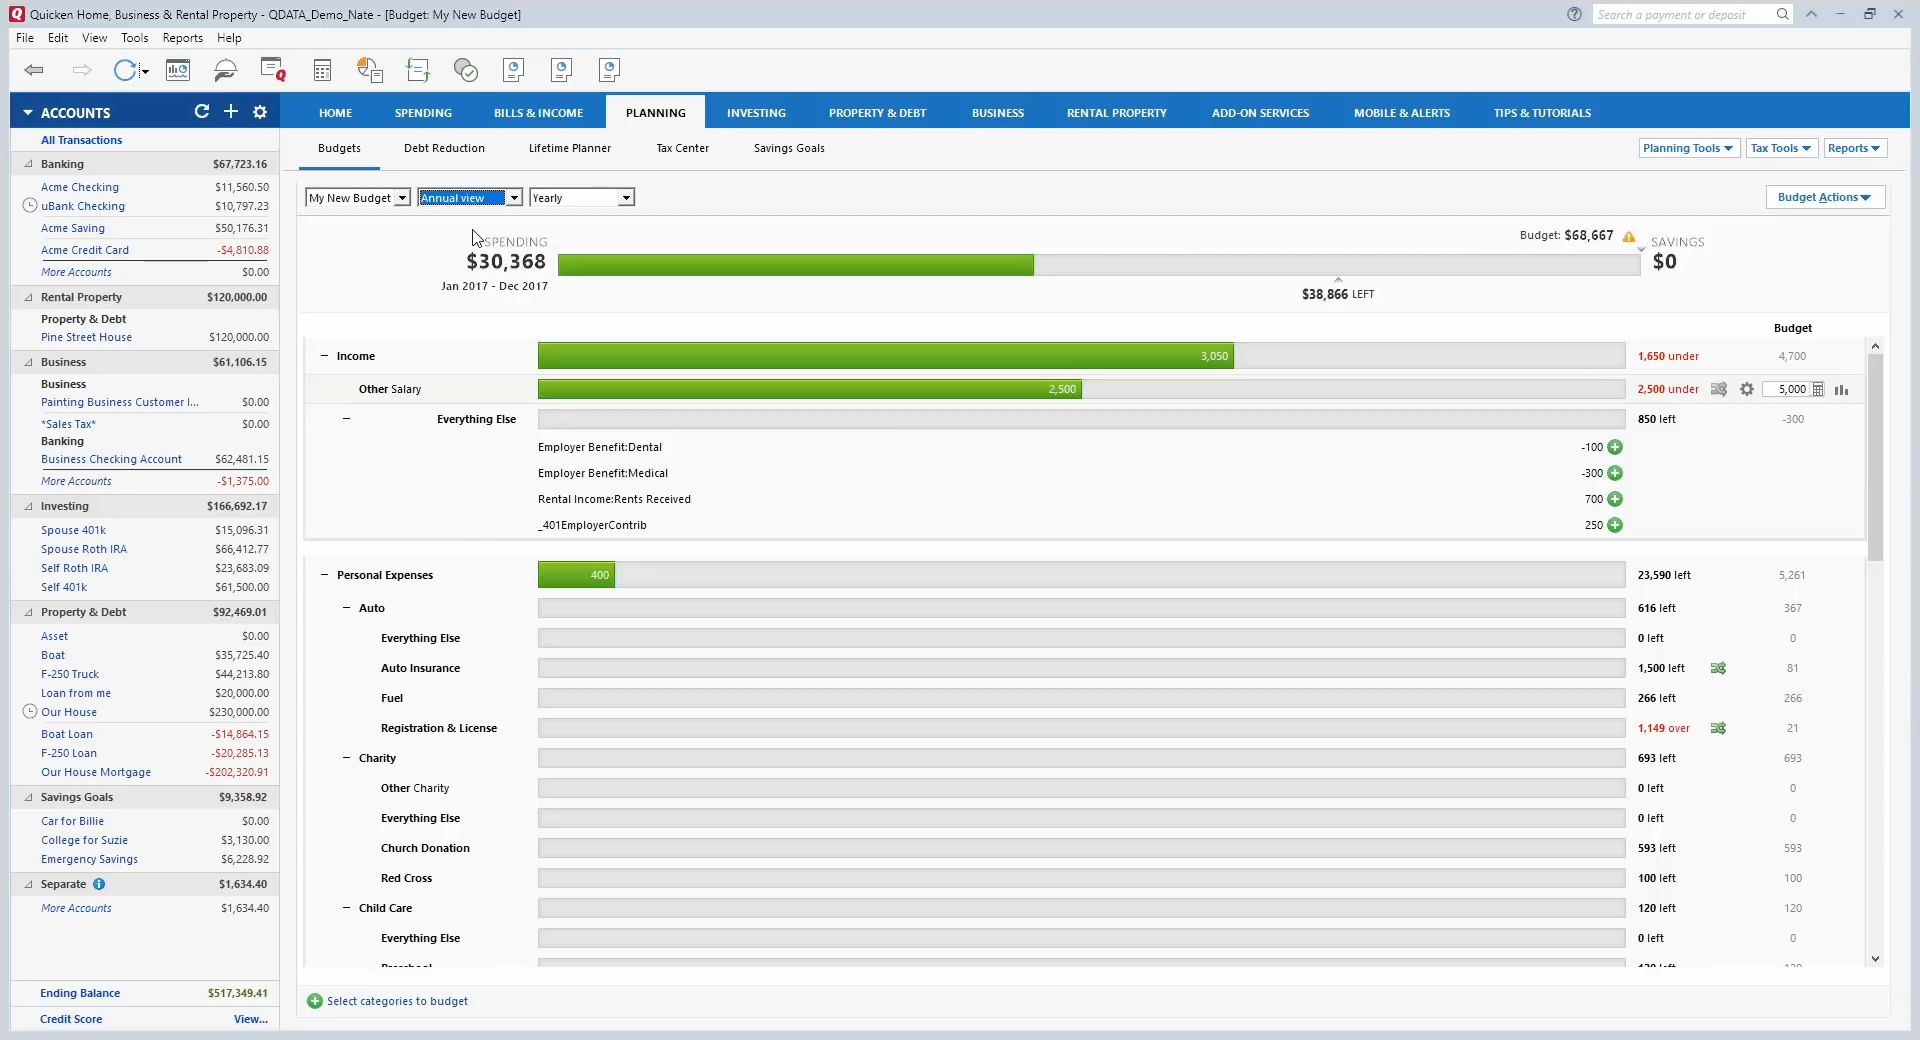 Quicken Home, Business & Rental Property - QDATA_Demo_Nate - [Budget: My New Budget]
Search a payment or deposit
File Edit View Tools Reports Help
ACCOUNTS
HOME SPENDING BILLS & INCOME PLANNING INVESTING PROPERTY & DEBT BUSINESS RENTAL PROPERTY ADD-ON SERVICES MOBILE & ALERTS TIPS & TUTORIALS
All Transactions
Banking $67,723.16
Acme Checking $11,560.50
uBank Checking $10,797.23
Acme Saving $50,176.31
Acme Credit Card -$4,810.88
More Accounts $0.00
Rental Property $120,000.00
Property & Debt
Pine Street House $120,000.00
Business $61,106.15
Business
Painting Business Customer I... $0.00
*Sales Tax* $0.00
Banking
Business Checking Account $62,481.15
More Accounts -$1,375.00
Investing $166,692.17
Spouse 401k $15,096.31
Spouse Roth IRA $66,412.77
Self Roth IRA $23,683.09
Self 401k $61,500.00
Property & Debt $92,469.01
Asset $0.00
Boat $35,725.40
F-250 Truck $44,213.80
Loan from me $20,000.00
Our House $230,000.00
Boat Loan -$14,864.15
F-250 Loan -$20,285.13
Our House Mortgage -$202,320.91
Savings Goals $9,358.92
Car for Billie $0.00
College for Suzie $3,130.00
Emergency Savings $6,228.92
Separate $1,634.40
More Accounts $1,634.40
Ending Balance $517,349.41
Credit Score View...
Budgets Debt Reduction Lifetime Planner Tax Center Savings Goals
Planning Tools Tax Tools Reports
My New Budget Annual view Yearly
Budget Actions
SPENDING Budget: $68,667 SAVINGS
$30,368 $0
Jan 2017 - Dec 2017 $38,866 LEFT
Budget
Income 3,050 1,650 under 4,700
Other Salary 2,500 2,500 under 5,000
Everything Else 850 left -300
Employer Benefit:Dental -100
Employer Benefit:Medical -300
Rental Income:Rents Received 700
_401EmployerContrib 250
Personal Expenses 400 23,590 left 5,261
Auto 616 left 367
Everything Else 0 left 0
Auto Insurance 1,500 left 81
Fuel 266 left 266
Registration & License 1,149 over 21
Charity 693 left 693
Other Charity 0 left 0
Everything Else 0 left 0
Church Donation 593 left 593
Red Cross 100 left 100
Child Care 120 left 120
Everything Else 0 left 0
Select categories to budget